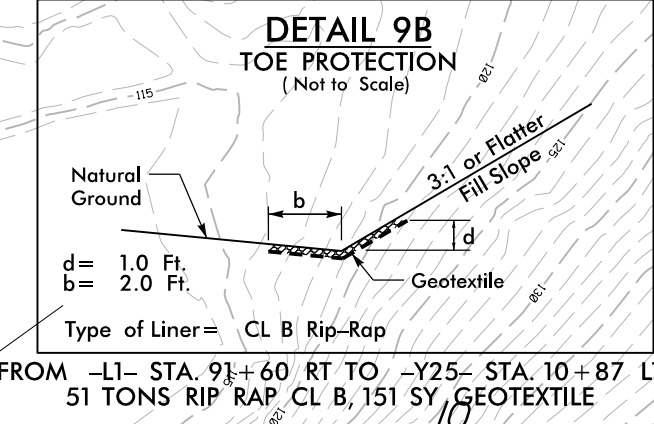 DETAIL 9B
TOE PROTECTION
( Not to Scale)
120
115
3:1 or Flatter
Fill Slope
125
Natural
Ground
b
d
d= 1.0 Ft.
b= 2.0 Ft.
Geotextile
130
Type of Liner= CL B Rip-Rap
FROM -L1- STA. 91+60 RT TO -Y25- STA. 10+87 L
115
51 TONS RIP RAP CL B, 151 SY GEOTEXTILE
120